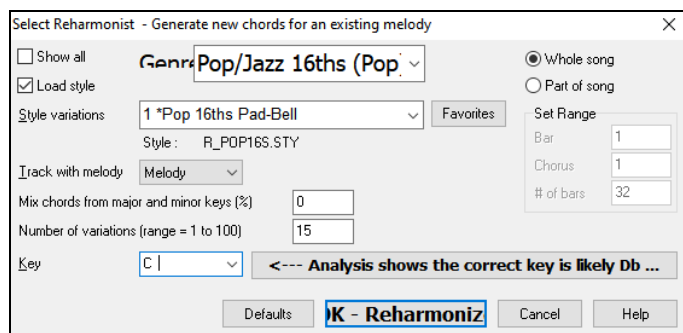 Select Reharmonist - Generate new chords for an existing melody
Show all
Genre
Pop/Jazz 16ths (Pop)
Whole song
Load style
Part of song
Style variations
1 *Pop 16ths Pad-Bell
Favorites
Set Range
Style : R_POP16S.STY
Bar
1
Track with melody
Melody
Chorus
1
Mix chords from major and minor keys (%)
0
# of bars
32
Number of variations (range = 1 to 100)
15
Key
C
<--- Analysis shows the correct key is likely Db ...
Defaults
OK - Reharmoniz
Cancel
Help